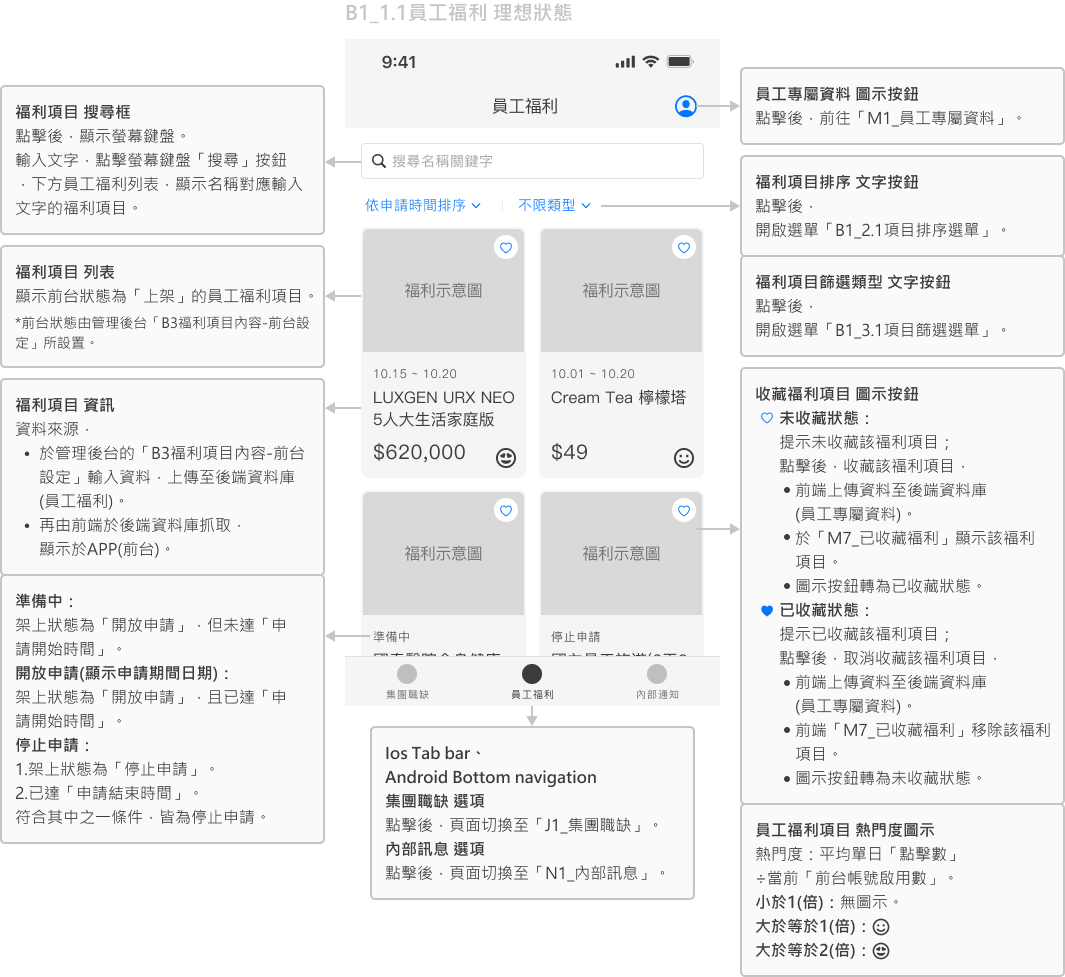 B1_1.1員工福利 理想狀態
福利項目 搜尋框
點擊後，顯示螢幕鍵盤。
輸入文字，點擊螢幕鍵盤「搜尋」按鈕
，下方員工福利列表，顯示名稱對應輸入
文字的福利項目。
福利項目 列表
顯示前台狀態為「上架」的員工福利項目。
*前台狀態由管理後台「B3福利項目內容-前台設
定」所設置。
福利項目 資訊
資料來源，
• 於管理後台的「B3福利項目內容-前台
設定」輸入資料，上傳至後端資料庫
(員工福利)。
• 再由前端於後端資料庫抓取，
顯示於APP(前台)。
準備中：
架上狀態為「開放申請」，但未達「申
請開始時間」。
開放申請(顯示申請期間日期)：
架上狀態為「開放申請」，且已達「申
請開始時間」。
停止申請：
1.架上狀態為「停止申請」。
2.已達「申請結束時間」。
符合其中之一條件，皆為停止申請。
9:41
員工福利
搜尋名稱關鍵字
依申請時間排序
不限類型
福利示意圖
10.15 ~ 10.20
LUXGEN URX NEO
5人大生活家庭版
$620,000
福利示意圖
10.01 ~ 10.20
Cream Tea 檸檬塔
$49
福利示意圖
準備中
福利示意圖
停止申請
集團職缺
員工福利
內部通知
Ios Tab bar、
Android Bottom navigation
集團職缺 選項
點擊後，頁面切換至「J1_集團職缺」。
內部訊息 選項
點擊後，頁面切換至「N1_內部訊息」。
員工專屬資料 圖示按鈕
點擊後，前往「M1_員工專屬資料」。
福利項目排序 文字按鈕
點擊後，
開啟選單「B1_2.1項目排序選單」。
福利項目篩選類型 文字按鈕
點擊後，
開啟選單「B1_3.1項目篩選選單」。
收藏福利項目 圖示按鈕
未收藏狀態：
提示未收藏該福利項目；
點擊後，收藏該福利項目，
•前端上傳資料至後端資料庫
(員工專屬資料)。
•於「M7_已收藏福利」顯示該福利
項目。
•圖示按鈕轉為已收藏狀態。
已收藏狀態：
提示已收藏該福利項目；
點擊後，取消收藏該福利項目，
•前端上傳資料至後端資料庫
(員工專屬資料)。
•前端「M7_已收藏福利」移除該福利
項目。
•圖示按鈕轉為未收藏狀態。
員工福利項目 熱門度圖示
熱門度：平均單日「點擊數」
÷當前「前台帳號啟用數」。
小於1(倍)：無圖示。
大於等於1(倍)：
大於等於2(倍)：